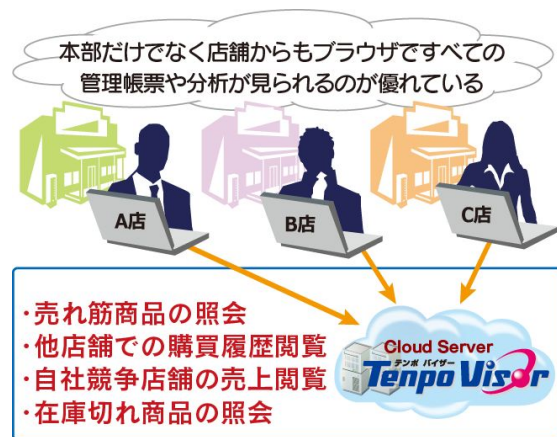 本部だけでなく店舗からもブラウザですべての
管理帳票や分析が見られるのが優れている
A店
B店
C店
・売れ筋商品の照会
・他店舗での購買履歴閲覧
・自社競争店舗の売上閲覧
・在庫切れ商品の照会
Cloud Server
テンポ バイザー
Tenpo Visor